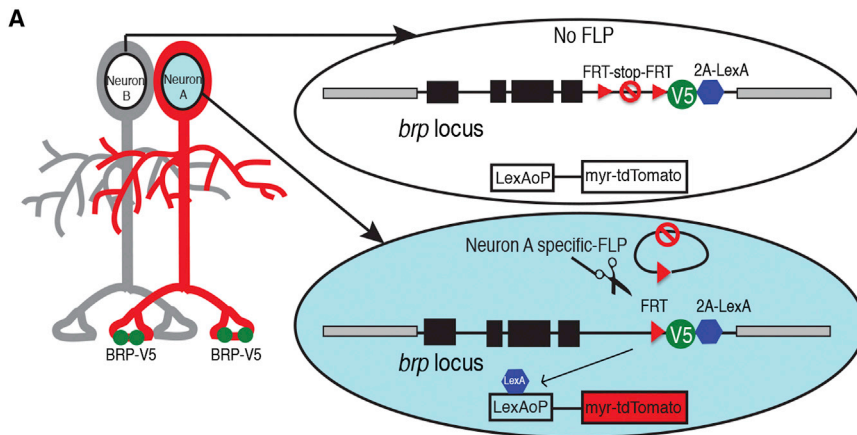 A
Neuron
B
Neuron
A
BRP-V5
BRP-V5
No FLP
FRT-stop-FRT
2A-LexA
V5
brp locus
LexAoP
myr-tdTomato
Neuron A specific-FLP
FRT
2A-LexA
V5
brp locus
LexA
LexAoP
myr-tdTomato